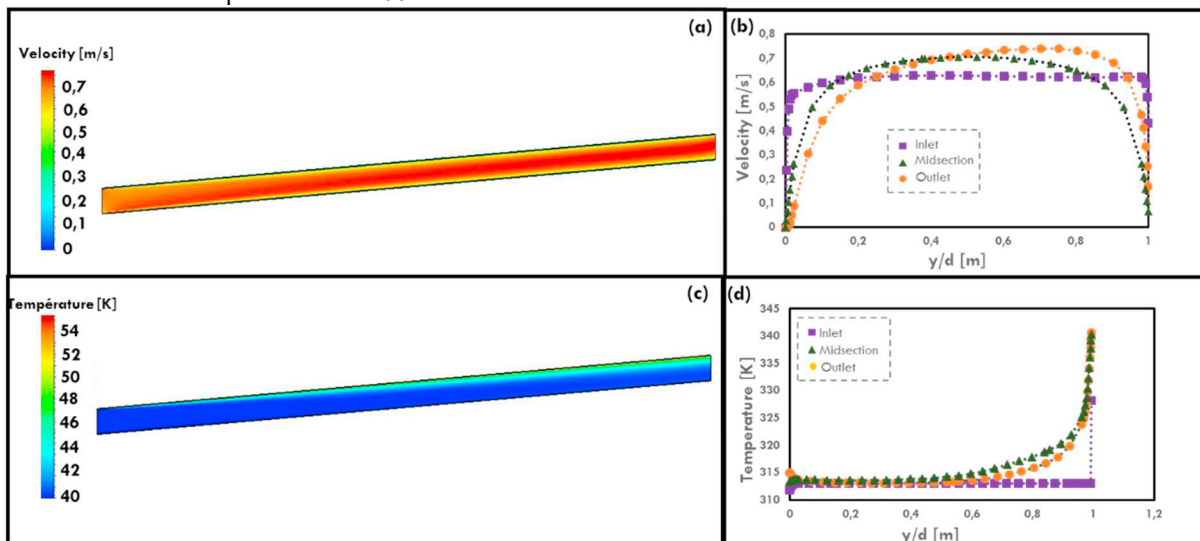 (a)
Velocity [m/s]
0,7
0,6
0,5
0,4
0,3
0,2
0,1
0
(b)
Velocity [m/s]
0,8
0,7
0,6
0,5
0,4
0,3
0,2
0,1
0
Inlet
Midsection
Outlet
0 0,2 0,4 0,6 0,8 1
y/d [m]
(c)
Température [K]
54
52
50
48
46
44
42
40
(d)
Temperature [K]
345
340
335
330
325
320
315
310
Inlet
Midsection
Outlet
0 0,2 0,4 0,6 0,8 1 1,2
y/d [m]